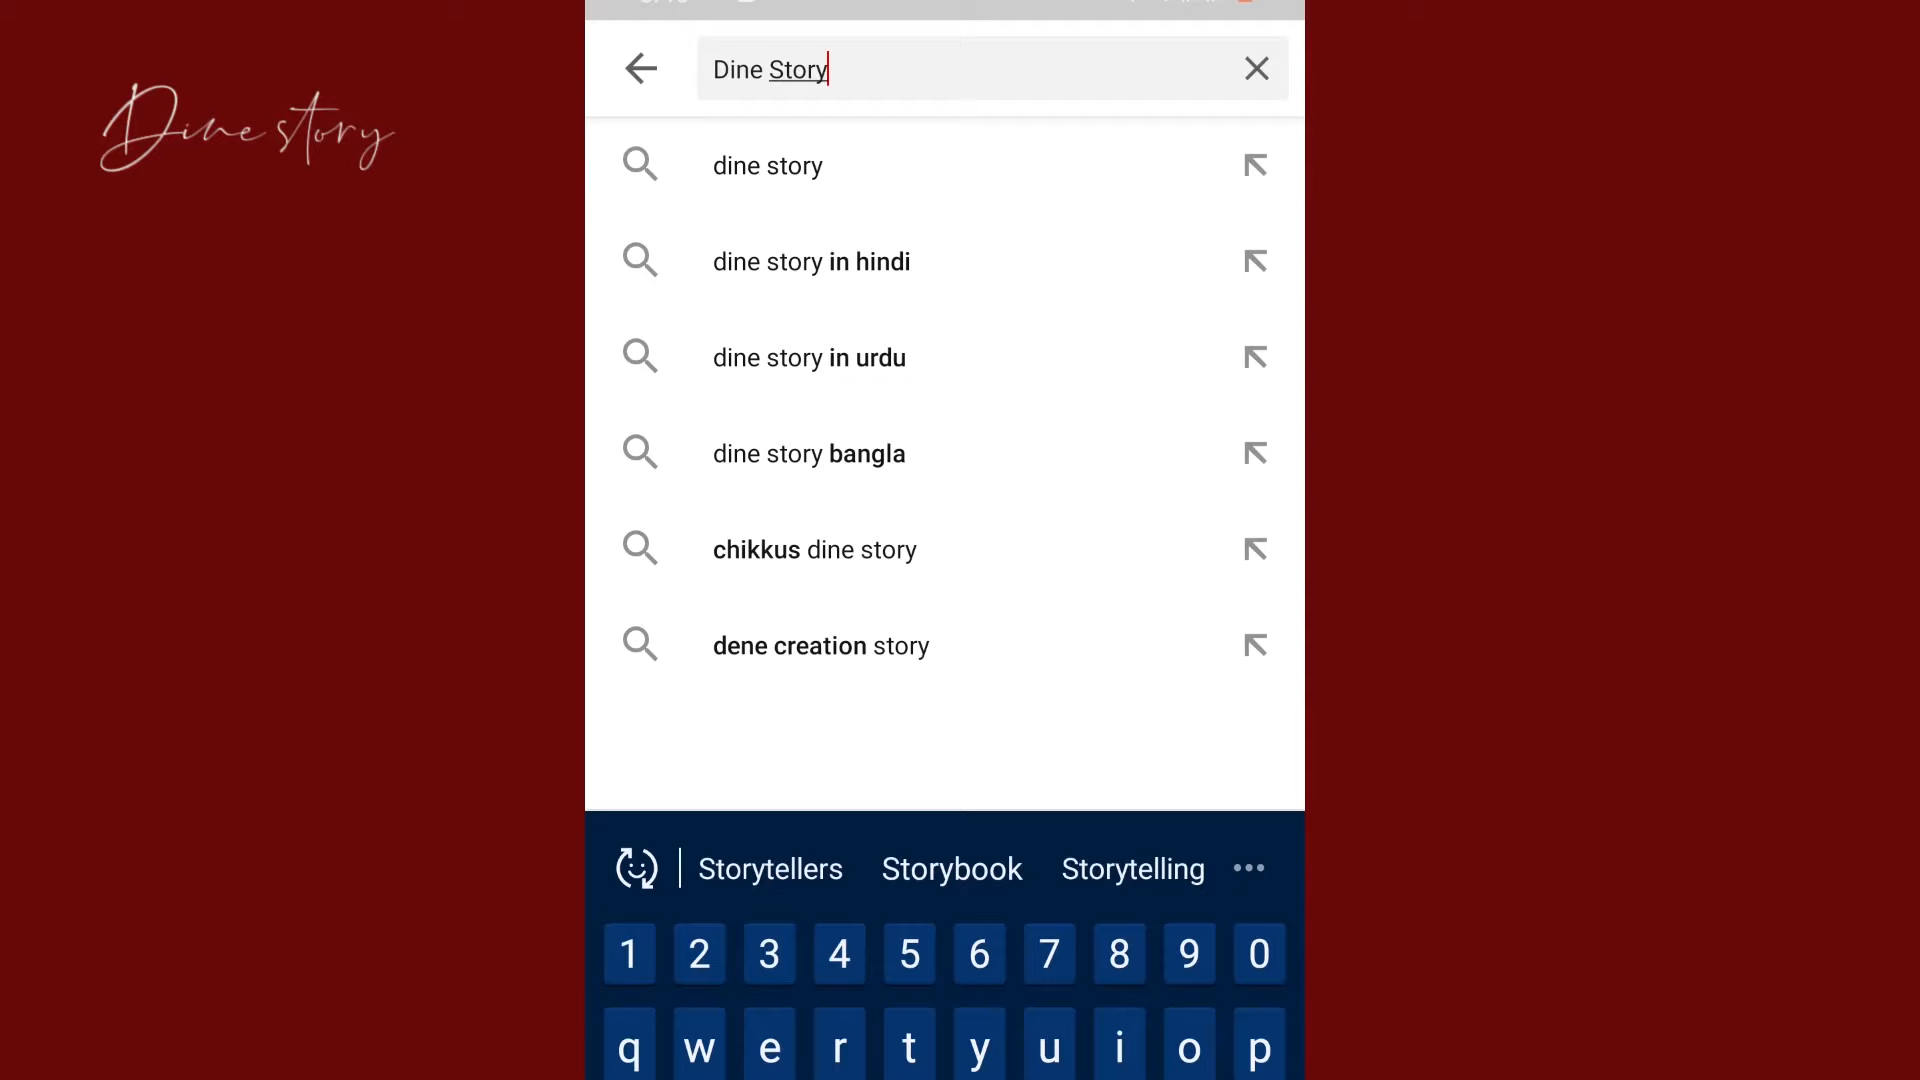 Dine story
Dine Story
dine story
dine story in hindi
dine story in urdu
dine story bangla
chikkus dine story
dene creation story
Storytellers Storybook Storytelling
1 2 3 4 5 6 7 8 9 0
q w e r t y u i o p